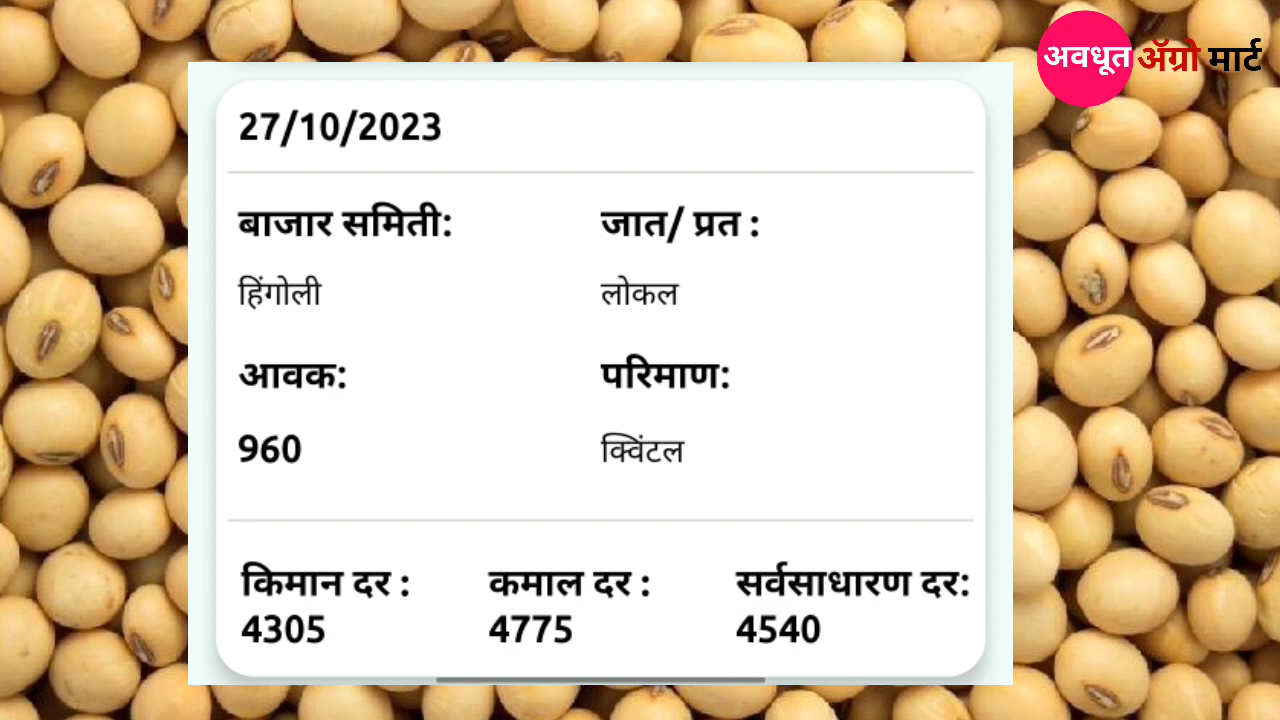 अवधूत ॲग्रो मार्ट
27/10/2023
बाजार समिती: जात/ प्रत :
हिंगोली लोकल
आवक: परिमाण:
960 क्विंटल
किमान दर : कमाल दर : सर्वसाधारण दर:
4305 4775 4540